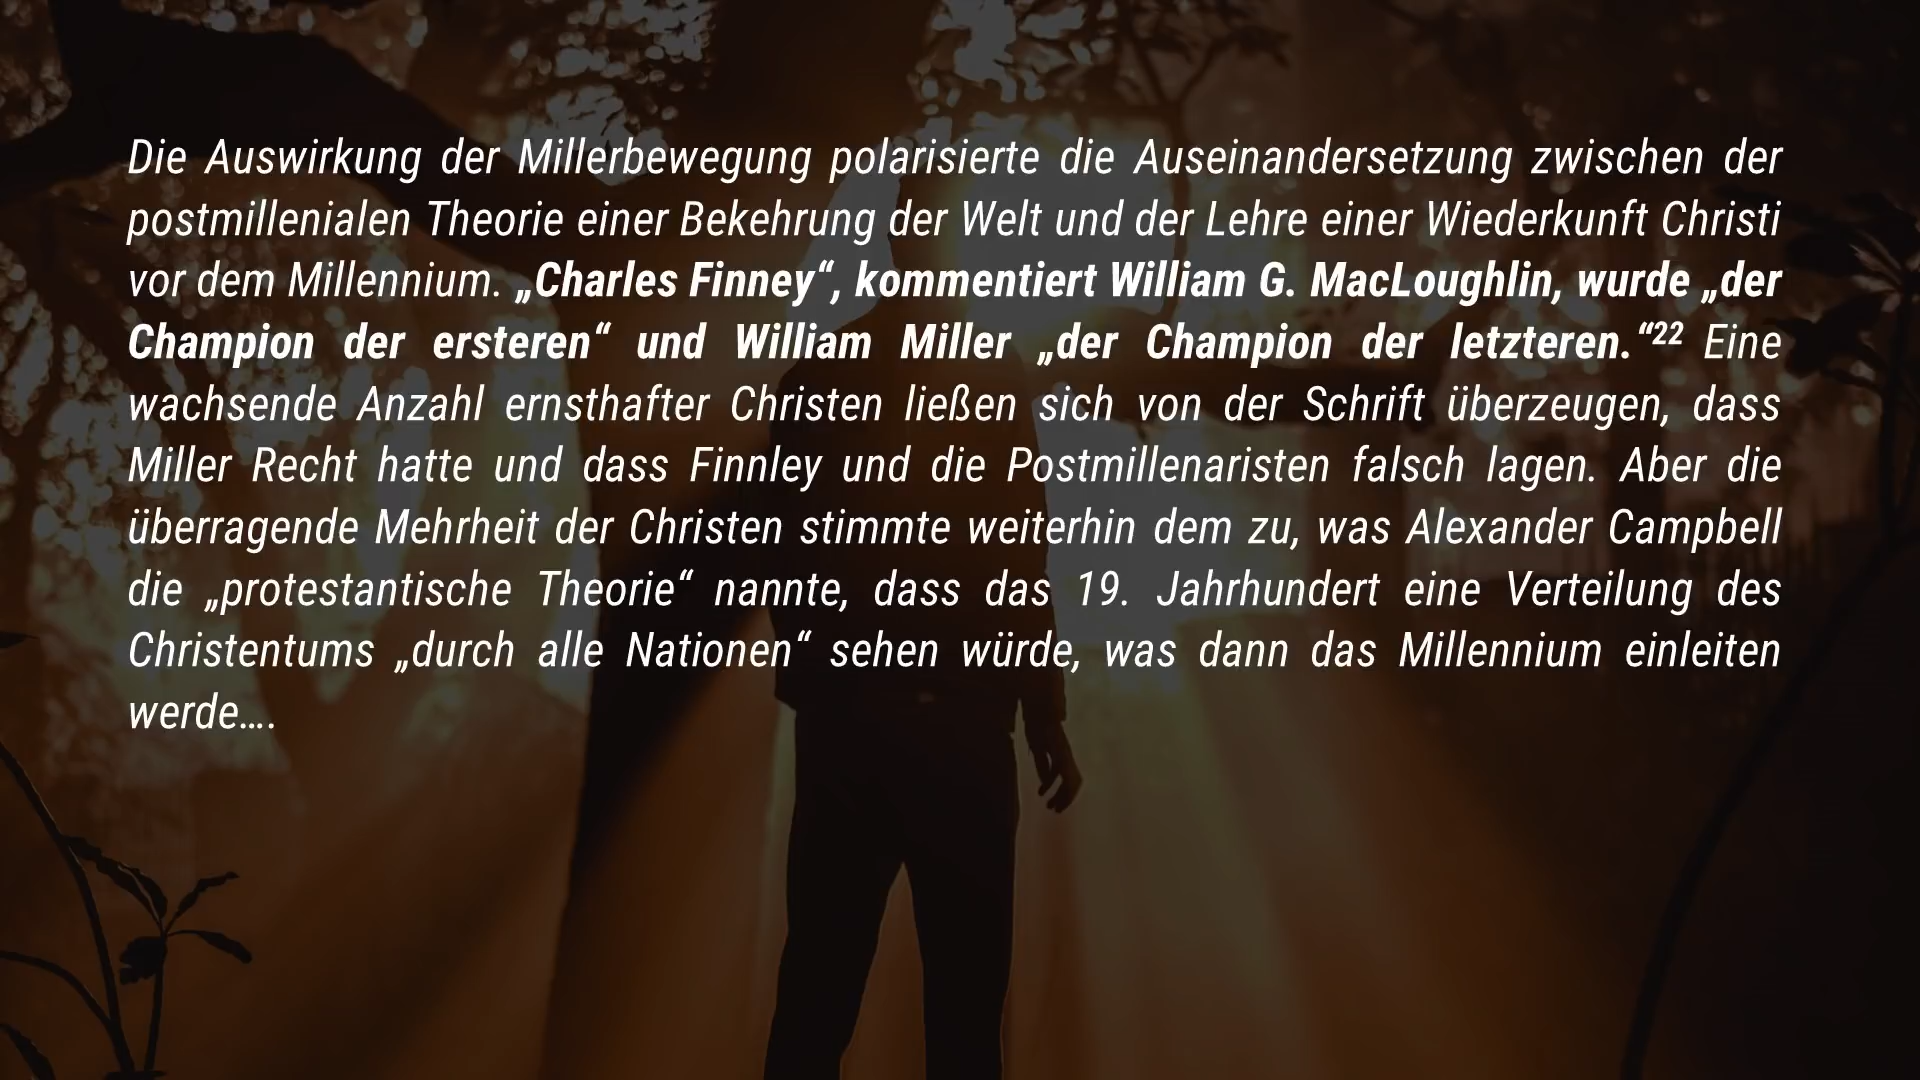 Die Auswirkung der Millerbewegung polarisierte die Auseinandersetzung zwischen der
postmillenialen Theorie einer Bekehrung der Welt und der Lehre einer Wiederkunft Christi
vor dem Millennium. „Charles Finney“, kommentiert William G. MacLoughlin, wurde „der
Champion der ersteren“ und William Miller „der Champion der letzteren.“²² Eine
wachsende Anzahl ernsthafter Christen ließen sich von der Schrift überzeugen, dass
Miller Recht hatte und dass Finnley und die Postmillenaristen falsch lagen. Aber die
überragende Mehrheit der Christen stimmte weiterhin dem zu, was Alexander Campbell
die „protestantische Theorie“ nannte, dass das 19. Jahrhundert eine Verteilung des
Christentums „durch alle Nationen“ sehen würde, was dann das Millennium einleiten
werde….